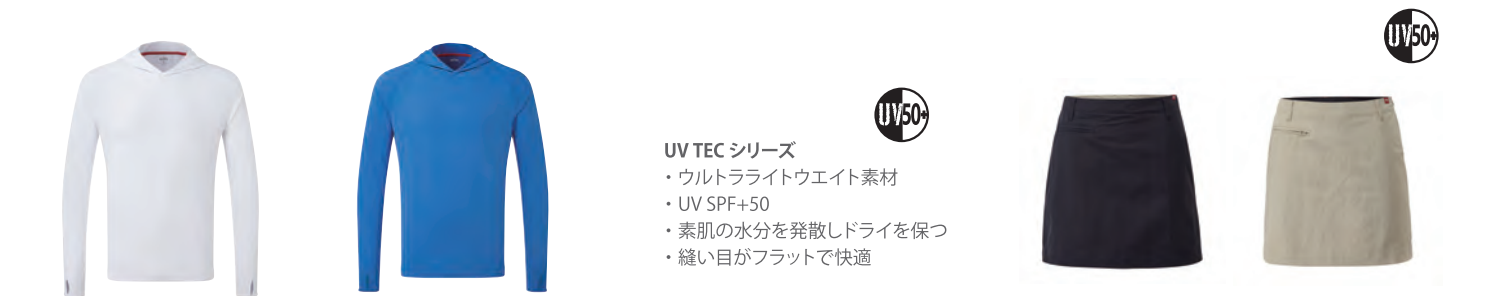 UV50+
UV50+
UV TEC シリーズ
・ウルトラライトウエイト素材
・UV SPF+50
・素肌の水分を発散しドライを保つ
・縫い目がフラットで快適